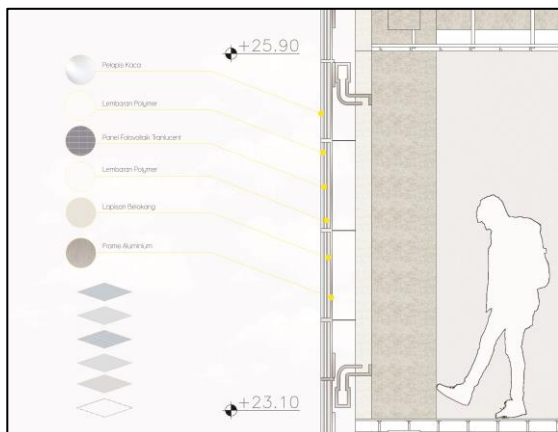 +25.90
Pelapis Kaca
Lembaran Polymer
Panel Fotovoltaik Tranlucent
Lembaran Polymer
Lapisan Belakang
Frame Aluminium
+23.10